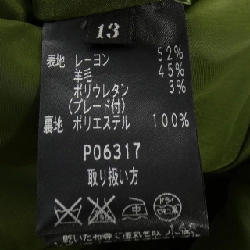 13
表地 レーヨン 52%
羊毛 45%
ポリウレタン 3%
(ブレード付)
裏地 ポリエステル 100%
P06317
取り扱い方